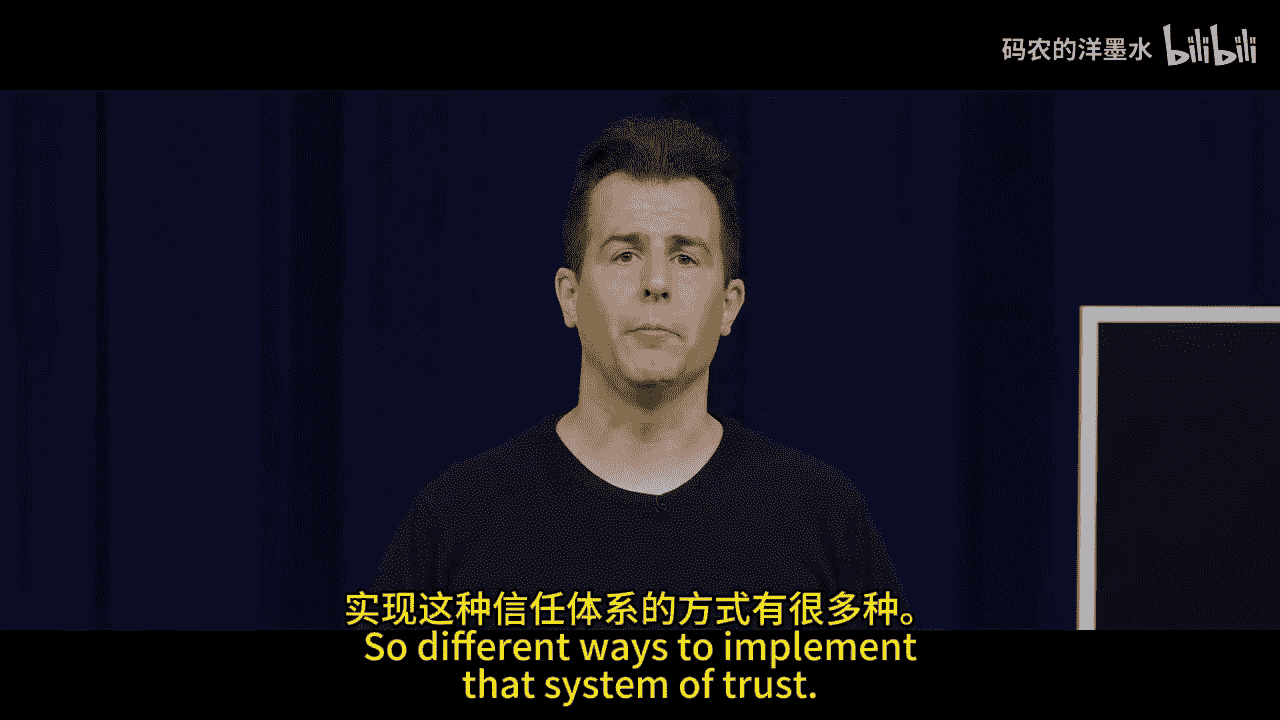 码农的洋墨水 bilibili
实现这种信任体系的方式有很多种。
So different ways to implement
that system of trust.